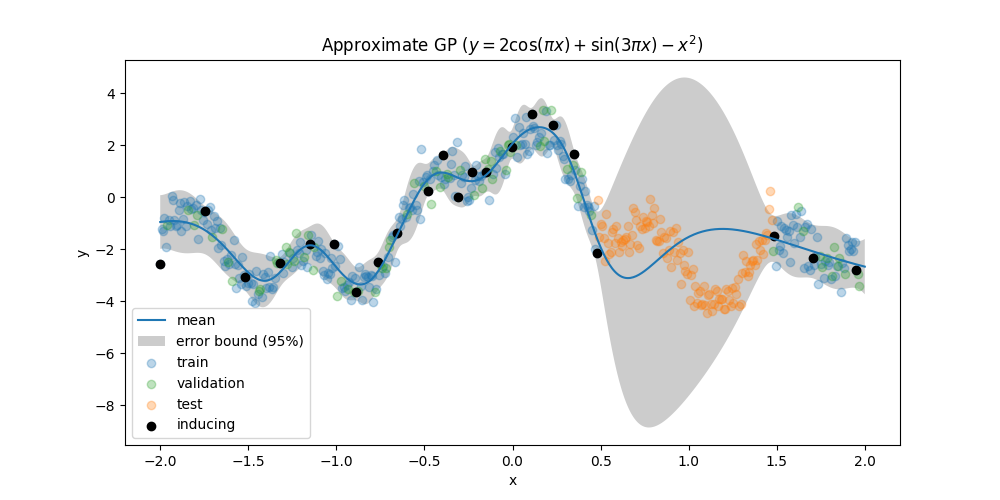 Approximate GP (y = 2cos(πx) + sin(3πx) − x²)
y
4
2
0
−2
−4
−6
−8
mean
error bound (95%)
train
validation
test
inducing
−2.0 −1.5 −1.0 −0.5 0.0 0.5 1.0 1.5 2.0
x